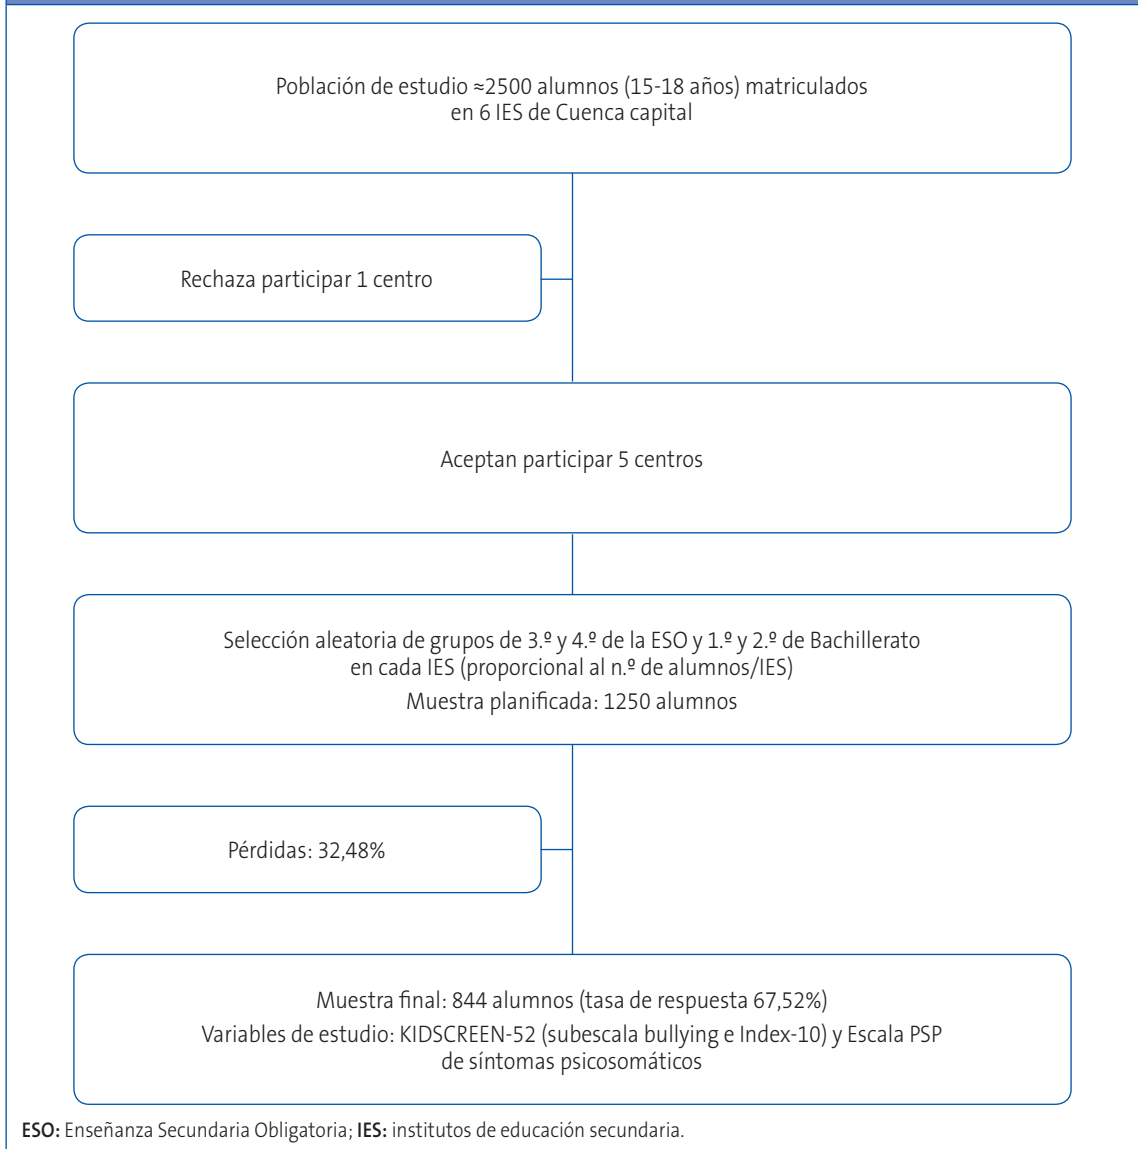 Población de estudio ≈2500 alumnos (15-18 años) matriculados
en 6 IES de Cuenca capital
Rechaza participar 1 centro
Aceptan participar 5 centros
Selección aleatoria de grupos de 3.º y 4.º de la ESO y 1.º y 2.º de Bachillerato
en cada IES (proporcional al n.º de alumnos/IES)
Muestra planificada: 1250 alumnos
Pérdidas: 32,48%
Muestra final: 844 alumnos (tasa de respuesta 67,52%)
Variables de estudio: KIDSCREEN-52 (subescala bullying e Index-10) y Escala PSP
de síntomas psicosomáticos
ESO: Enseñanza Secundaria Obligatoria; IES: institutos de educación secundaria.